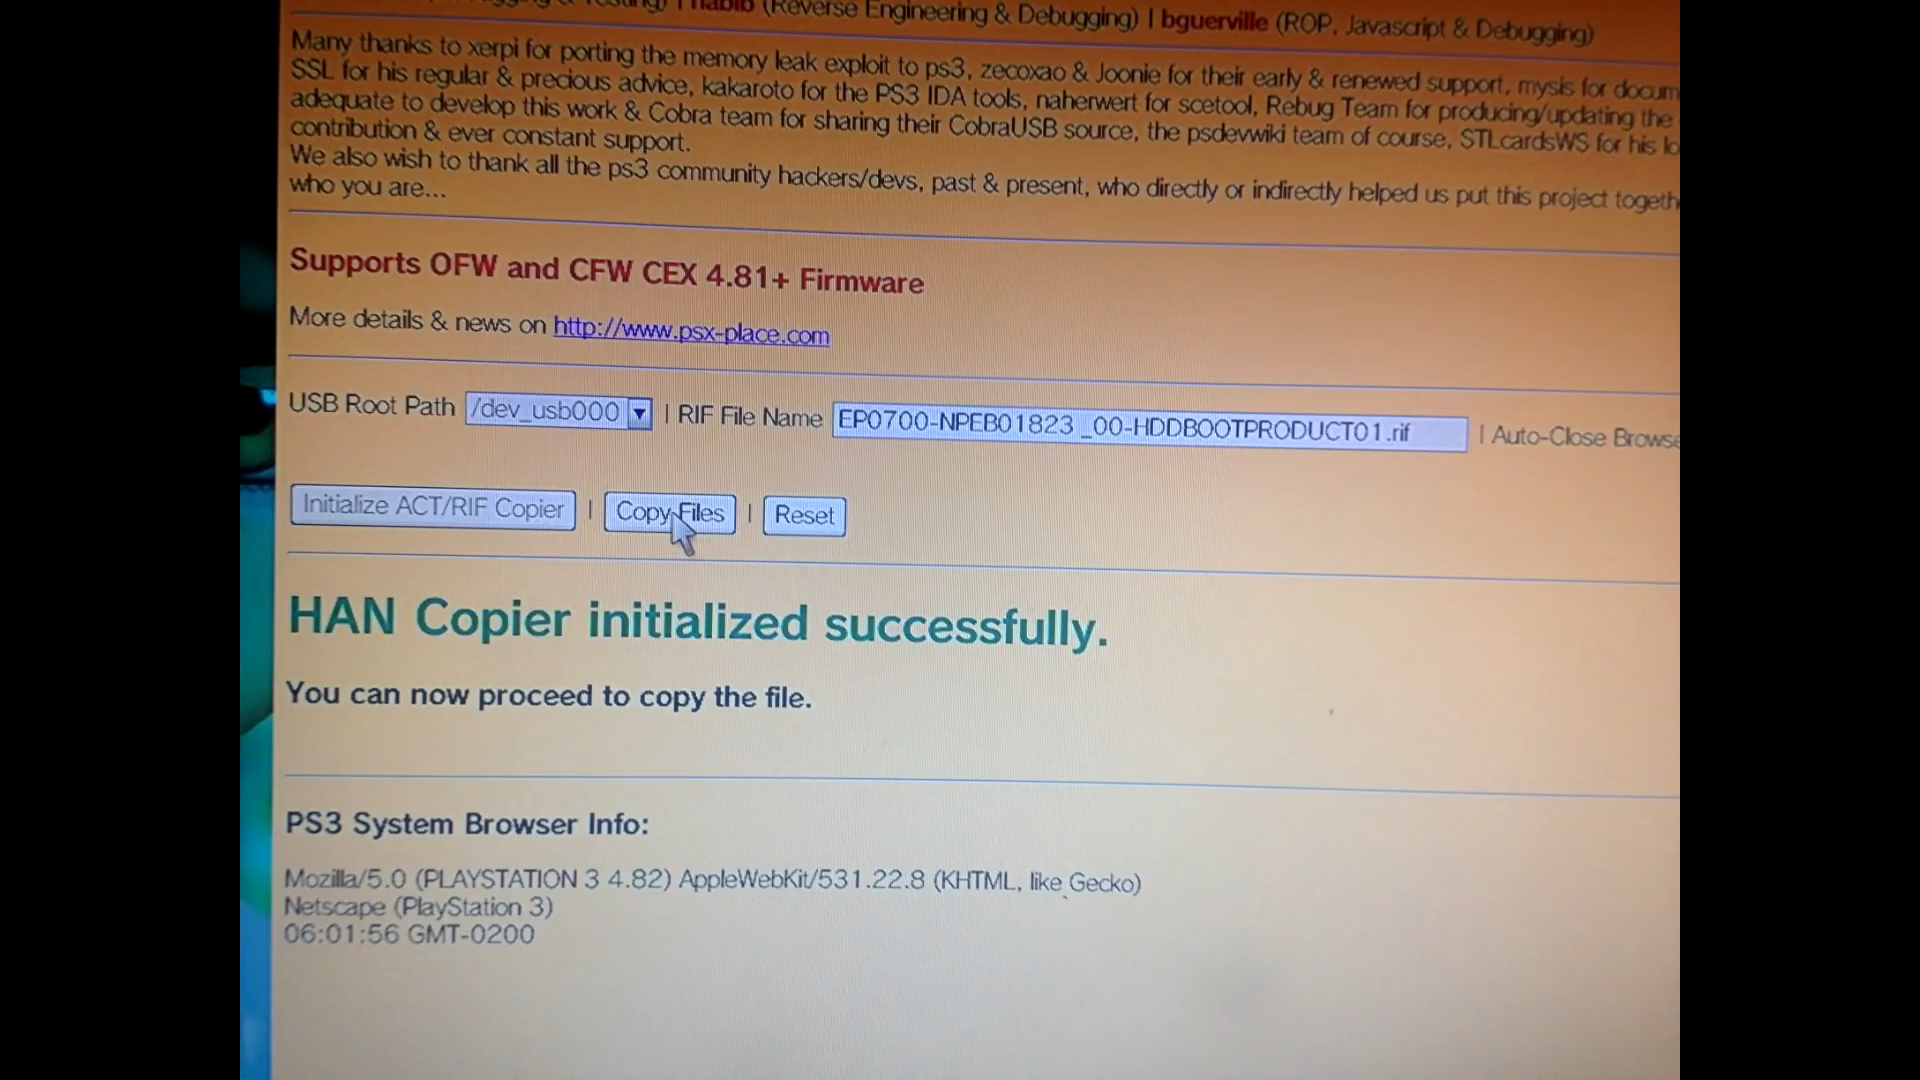 habib (Reverse Engineering & Debugging) | bguerville (ROP, Javascript & Debugging)
Many thanks to xerpi for porting the memory leak exploit to ps3, zecoxao & Joonie for their early & renewed support, mysis for
SSL for his regular & precious advice, kakaroto for the PS3 IDA tools, naherwert for scetool, Rebug Team for producing/updating the
adequate to develop this work & Cobra team for sharing their CobraUSB source, the psdevwiki team of course, STLcardsWS for his
contribution & ever constant support.
We also wish to thank all the ps3 community hackers/devs, past & present, who directly or indirectly helped us put this project
who you are...
Supports OFW and CFW CEX 4.81+ Firmware
More details & news on http://www.psx-place.com
USB Root Path /dev_usb000 | RIF File Name EP0700-NPEB01823 _00-HDDBOOTPRODUCT01.rif | Auto-Close
Initialize ACT/RIF Copier | Copy Files | Reset
HAN Copier initialized successfully.
You can now proceed to copy the file.
PS3 System Browser Info:
Mozilla/5.0 (PLAYSTATION 3 4.82) AppleWebKit/531.22.8 (KHTML, like Gecko)
Netscape (PlayStation 3)
06:01:56 GMT-0200